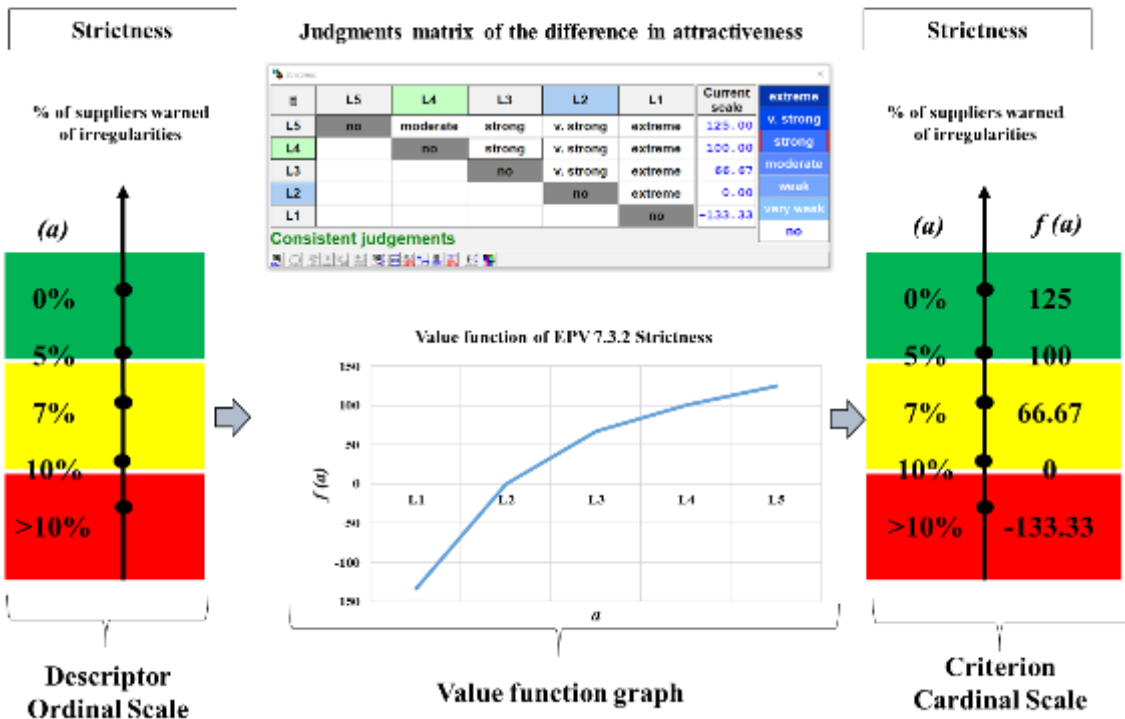 Strictness
% of suppliers warned
of irregularities
(a)
0%
5%
7%
10%
>10%
Descriptor
Ordinal Scale
Judgments matrix of the difference in attractiveness
L5 L4 L3 L2 L1 Current scale
L5 no moderate strong v. strong extreme 125.00
L4 no strong v. strong extreme 100.00
L3 no v. strong extreme 66.67
L2 no extreme 0.00
L1 no -133.33
extreme
v. strong
strong
moderate
weak
very weak
no
Consistent judgements
Value function of EPV 7.3.2 Strictness
150
100
50
0
50
-100
150
f (a)
L1 L2 L3 L4 L5
a
Value function graph
Strictness
% of suppliers warned
of irregularities
(a) f (a)
0% 125
5% 100
7% 66.67
10% 0
>10% -133.33
Criterion
Cardinal Scale